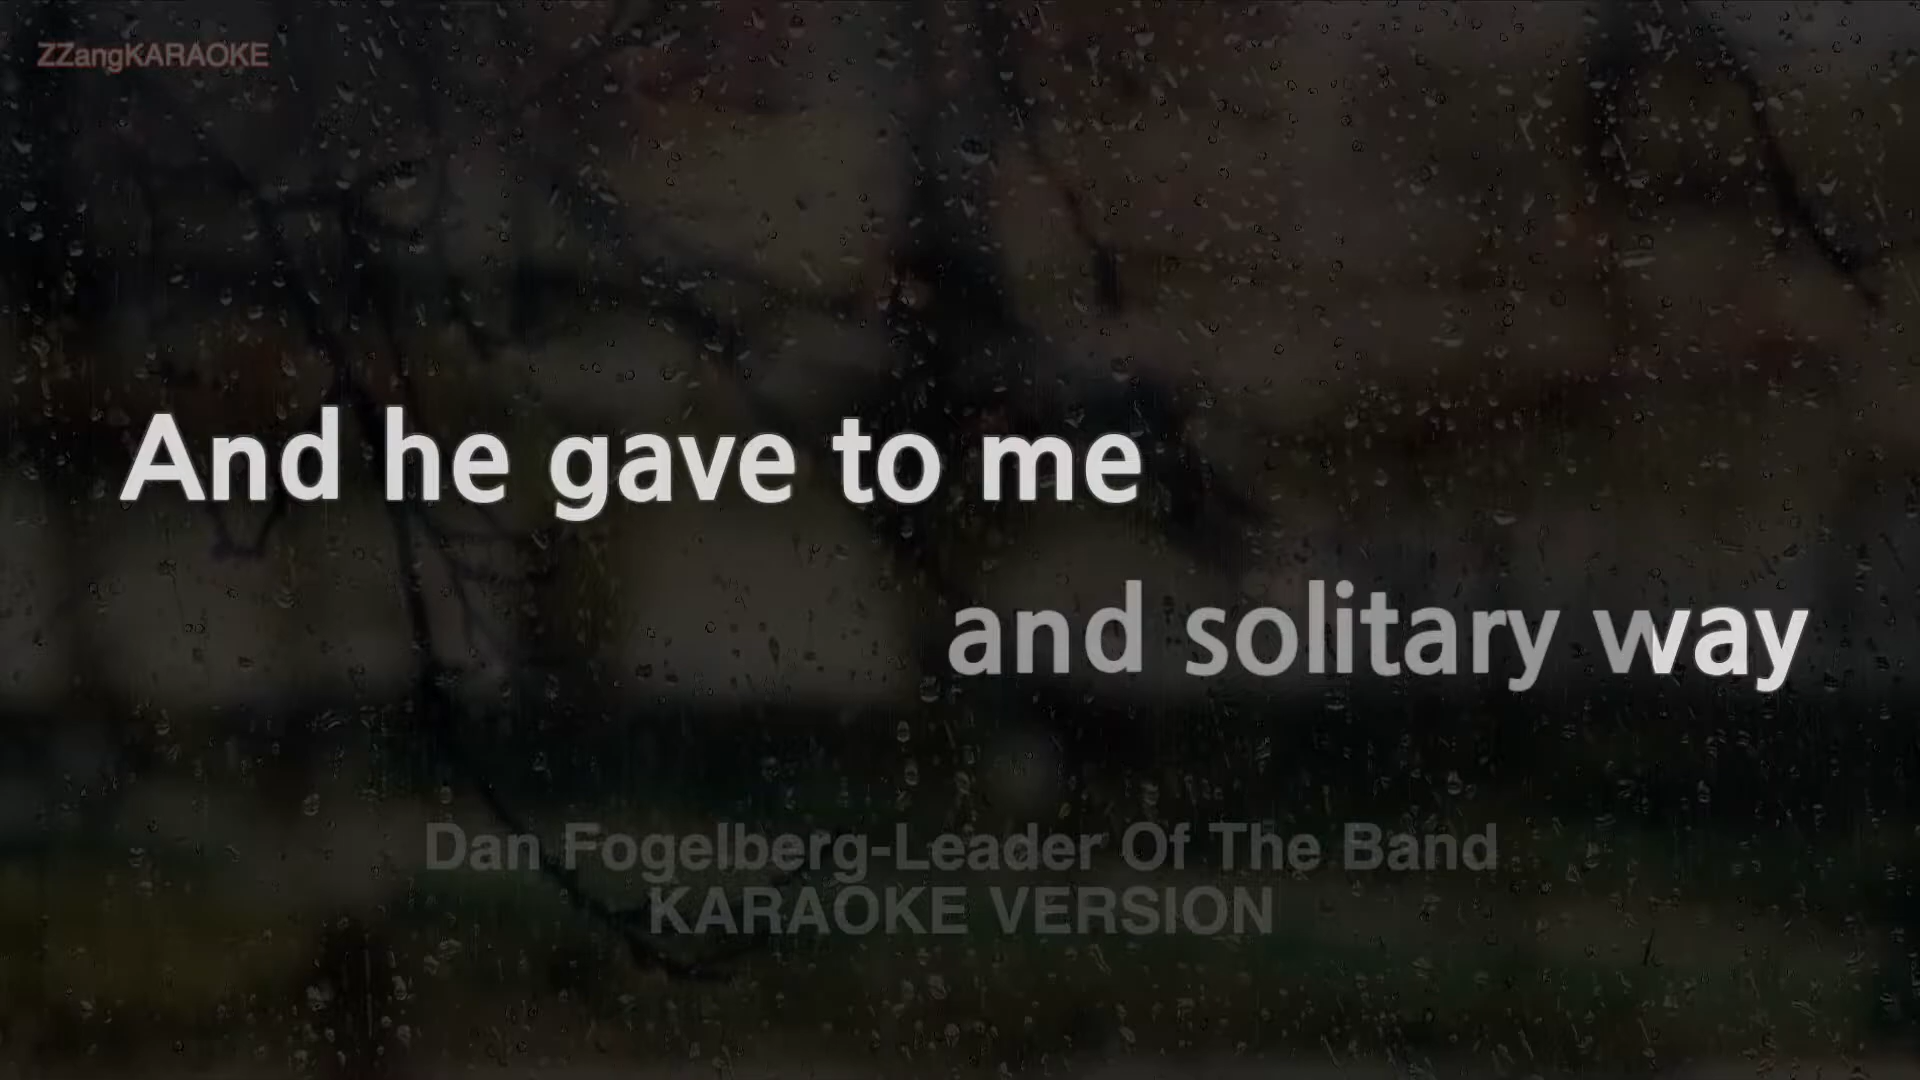 ZZangKARAOKE
And he gave to me
and solitary way
Dan Fogelberg-Leader Of The Band
KARAOKE VERSION